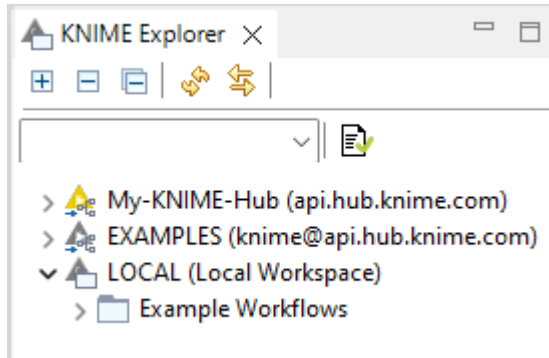 KNIME Explorer
My-KNIME-Hub (api.hub.knime.com)
EXAMPLES (knime@api.hub.knime.com)
LOCAL (Local Workspace)
Example Workflows